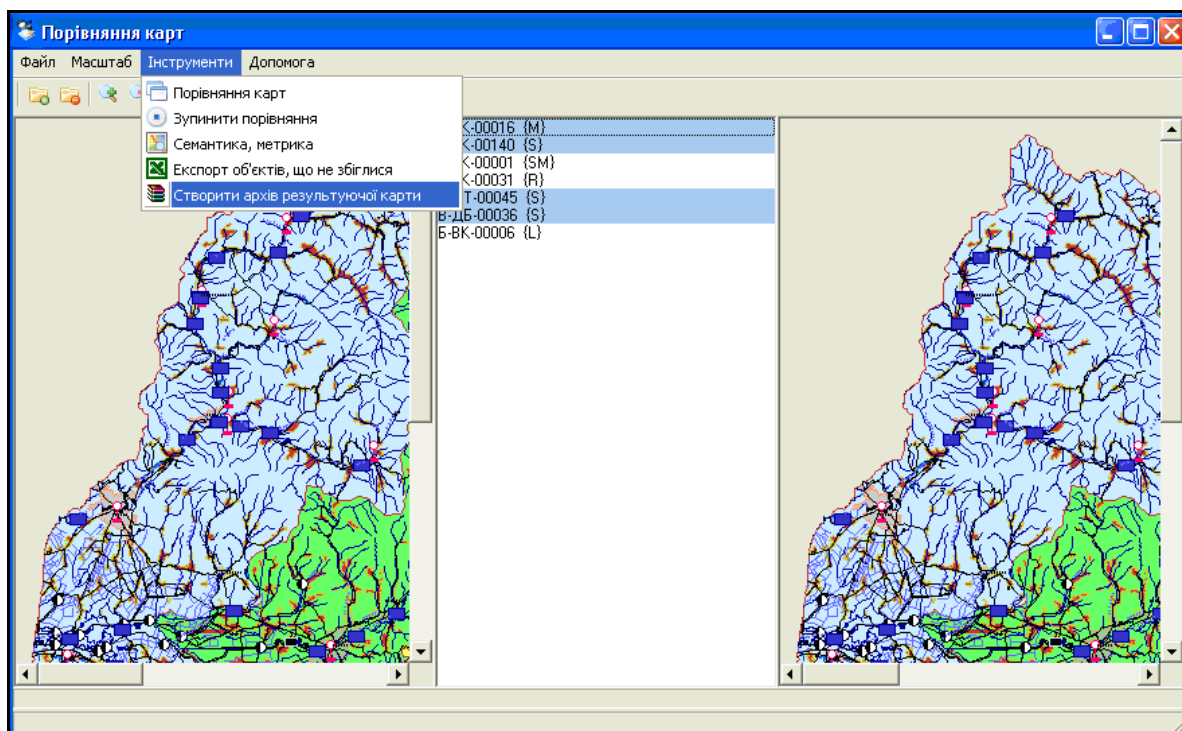 Порівняння карт
Файл Масштаб Інструменти Допомога
Порівняння карт
Зупинити порівняння
Семантика, метрика
Експорт об'єктів, що не збіглися
Створити архів результуючої карти
К-00016 {M}
К-00140 {S}
К-00001 {SM}
К-00031 {R}
Т-00045 {S}
В-ДБ-00036 {S}
Б-ВК-00006 {L}